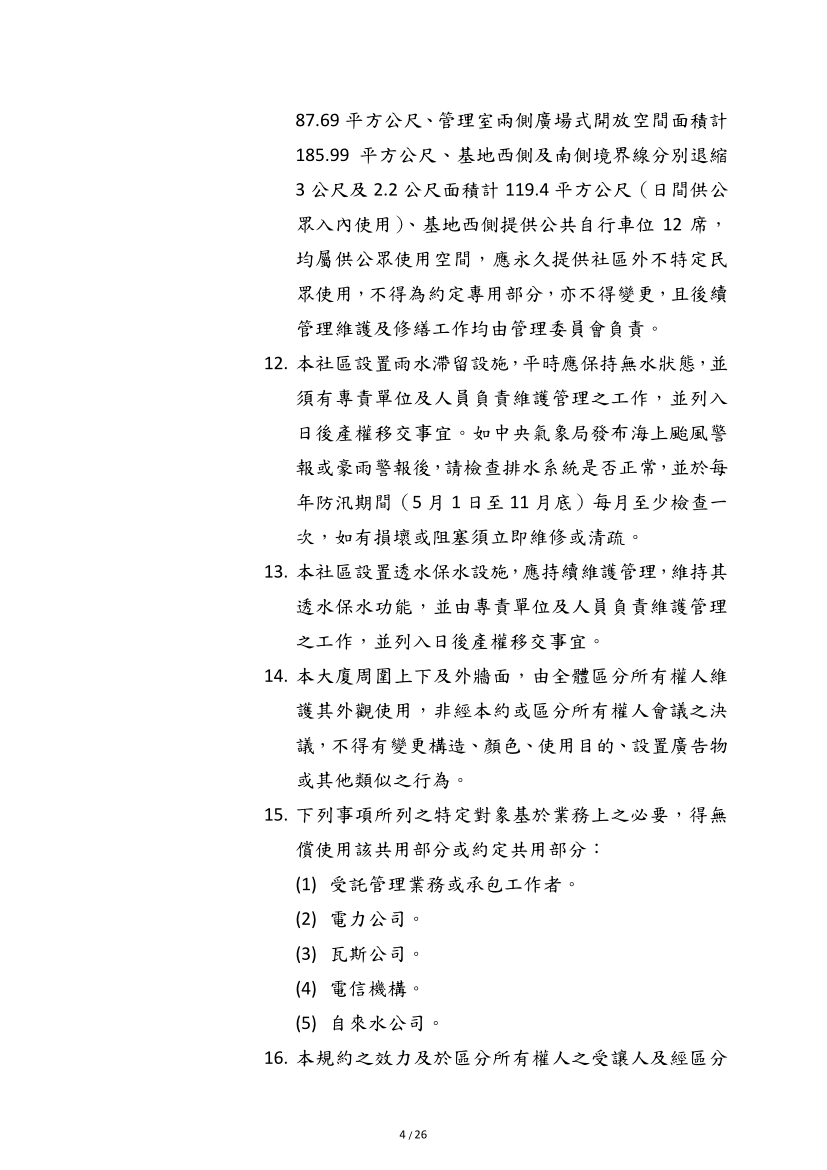 87.69 平方公尺、管理室兩側廣場式開放空間面積計
185.99 平方公尺、基地西側及南側境界線分別退縮
3 公尺及 2.2 公尺面積計 119.4 平方公尺（日間供公
眾入內使用）、基地西側提供公共自行車位 12 席，
均屬供公眾使用空間，應永久提供社區外不特定民
眾使用，不得為約定專用部分，亦不得變更，且後續
管理維護及修繕工作均由管理委員會負責。
12. 本社區設置雨水滯留設施，平時應保持無水狀態，並
須有專責單位及人員負責維護管理之工作，並列入
日後產權移交事宜。如中央氣象局發布海上颱風警
報或豪雨警報後，請檢查排水系統是否正常，並於每
年防汛期間（5 月 1 日至 11 月底）每月至少檢查一
次，如有損壞或阻塞須立即維修或清疏。
13. 本社區設置透水保水設施，應持續維護管理，維持其
透水保水功能，並由專責單位及人員負責維護管理
之工作，並列入日後產權移交事宜。
14. 本大廈周圍上下及外牆面，由全體區分所有權人維
護其外觀使用，非經本約或區分所有權人會議之決
議，不得有變更構造、顏色、使用目的、設置廣告物
或其他類似之行為。
15. 下列事項所列之特定對象基於業務上之必要，得無
償使用該共用部分或約定共用部分：
(1) 受託管理業務或承包工作者。
(2) 電力公司。
(3) 瓦斯公司。
(4) 電信機構。
(5) 自來水公司。
16. 本規約之效力及於區分所有權人之受讓人及經區分
4 / 26